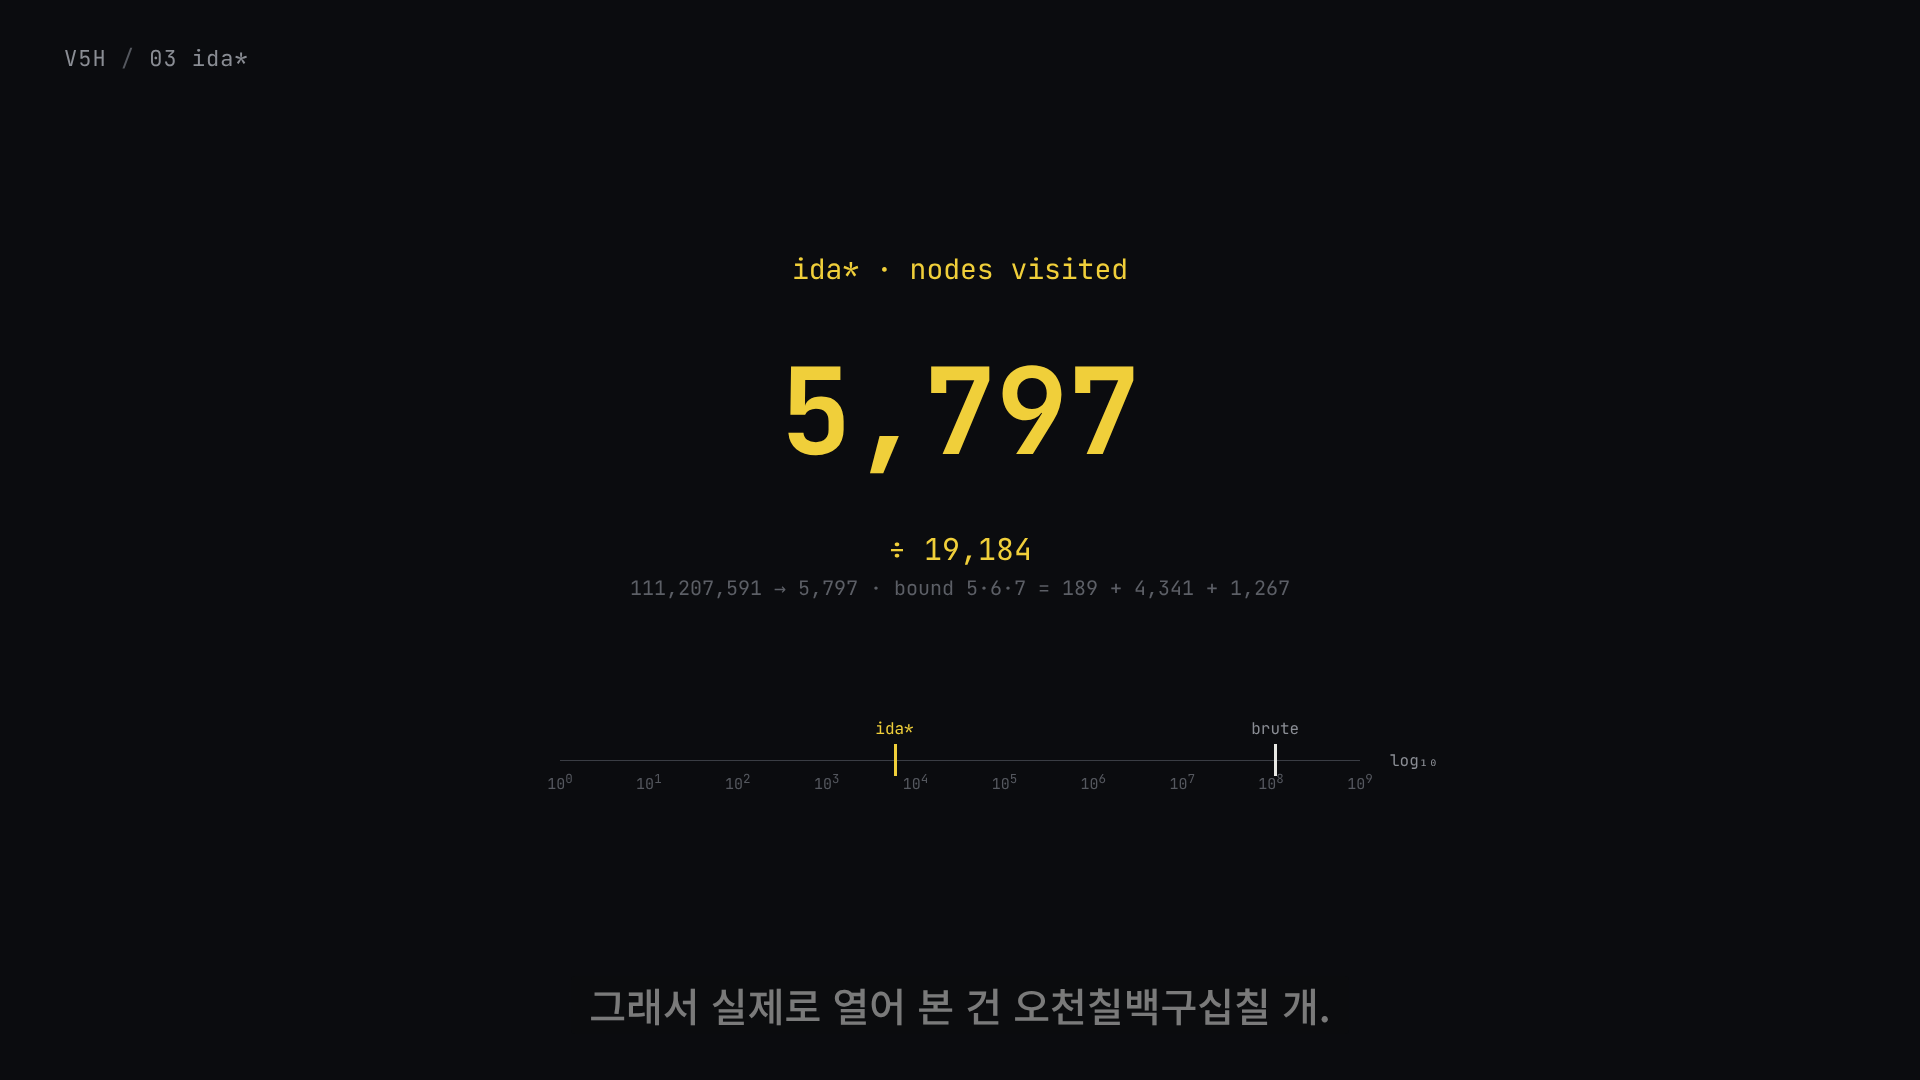 V5H / 03 ida*
ida* · nodes visited
5,797
÷ 19,184
111,207,591 → 5,797 · bound 5·6·7 = 189 + 4,341 + 1,267
ida* brute
log₁₀
10⁰ 10¹ 10² 10³ 10⁴ 10⁵ 10⁶ 10⁷ 10⁸ 10⁹
그래서 실제로 열어 본 건 오천칠백구십칠 개.